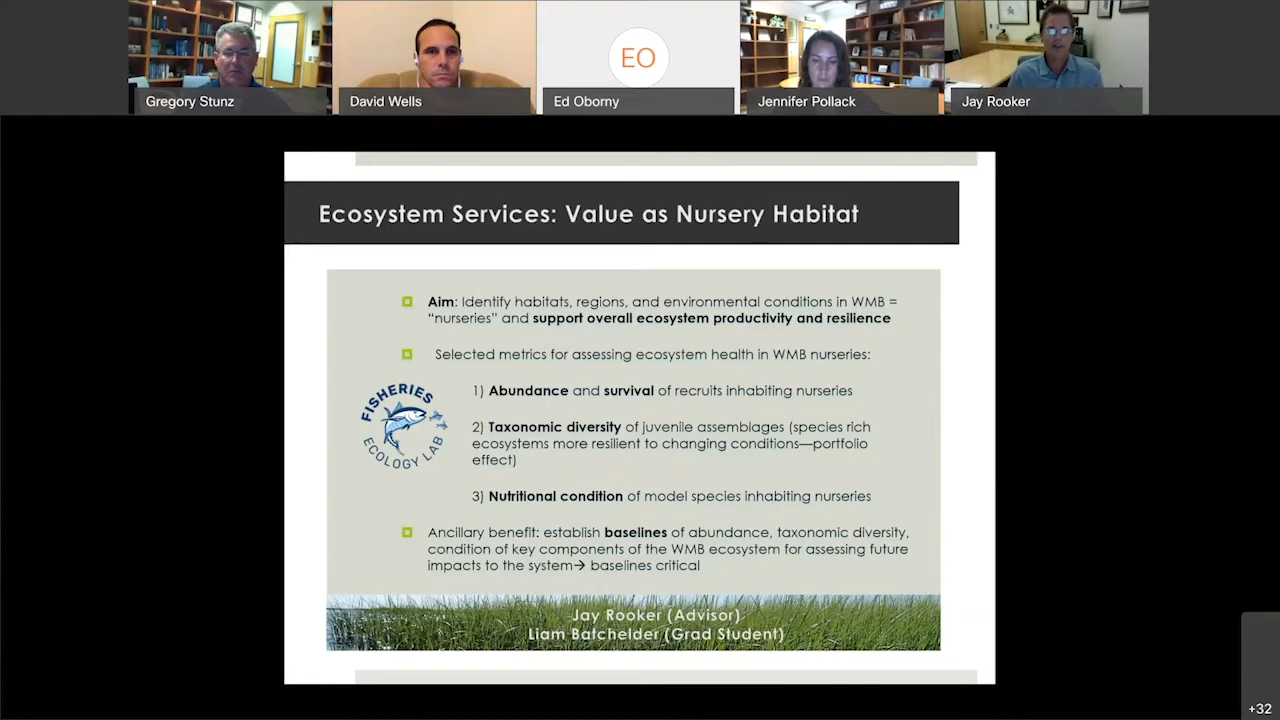 EO
Gregory Stunz
David Wells
Ed Oborny
Jennifer Pollack
Jay Rooker
Ecosystem Services: Value as Nursery Habitat
Aim: Identify habitats, regions, and environmental conditions in WMB =
“nurseries” and support overall ecosystem productivity and resilience
Selected metrics for assessing ecosystem health in WMB nurseries:
1) Abundance and survival of recruits inhabiting nurseries
2) Taxonomic diversity of juvenile assemblages (species rich
ecosystems more resilient to changing conditions—portfolio
effect)
FISHERIES
ECOLOGY LAB
3) Nutritional condition of model species inhabiting nurseries
Ancillary benefit: establish baselines of abundance, taxonomic diversity,
condition of key components of the WMB ecosystem for assessing future
impacts to the system→ baselines critical
Jay Rooker (Advisor)
Liam Batchelder (Grad Student)
+32